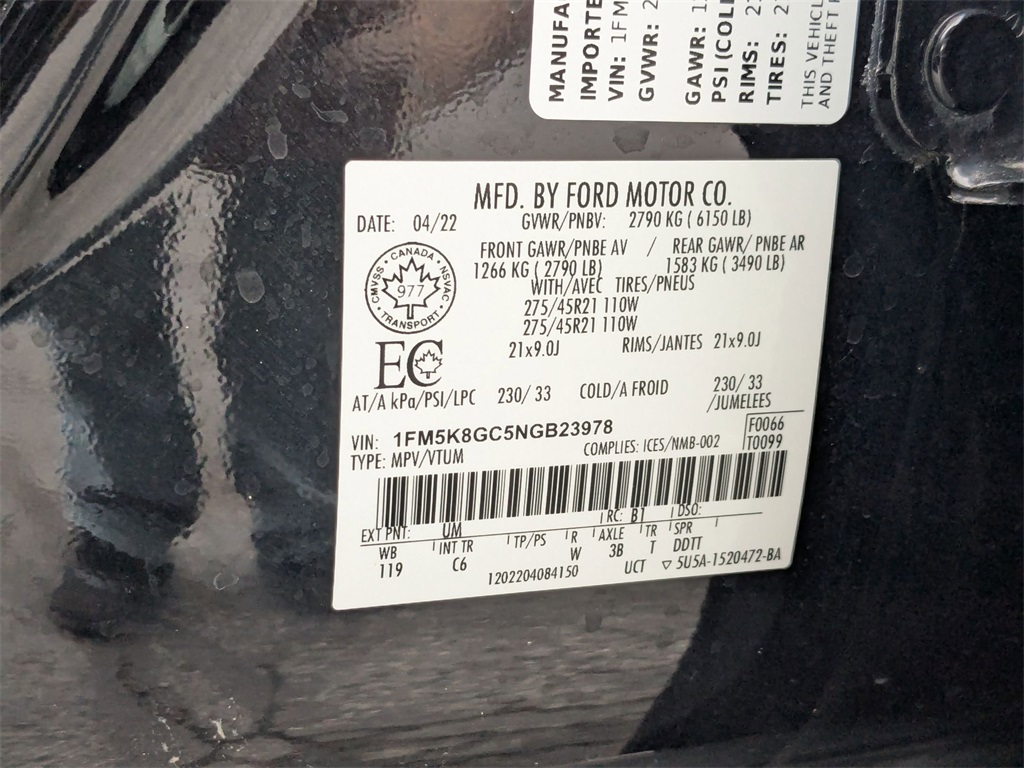 MANUFA
IMPORTE
VIN: 1FM
GVWR: 2
GAWR: 1
PSI (COL
RIMS: 2
TIRES: 2
THIS VEHICL
AND THEFT
MFD. BY FORD MOTOR CO.
DATE: 04/22 GVWR/PNBV: 2790 KG ( 6150 LB)
FRONT GAWR/PNBE AV / REAR GAWR/ PNBE AR
1266 KG ( 2790 LB) 1583 KG ( 3490 LB)
WITH/AVEC TIRES/PNEUS
275/45R21 110W
275/45R21 110W
21x9.0J RIMS/JANTES 21x9.0J
CMVSS · CANADA · NSVAC
977
· TRANSPORT ·
EC
AT/A kPa/PSI/LPC 230/ 33 COLD/A FROID 230/ 33
/JUMELEES
VIN: 1FM5K8GC5NGB23978
F0066
TYPE: MPV/VTUM COMPLIES: ICES/NMB-002 T0099
EXT PNT: UM RC: B1 DSO:
WB INT TR TP/PS R AXLE TR SPR
119 C6 W 3B T DDTT
1202204084150 UCT ▽ 5U5A-1520472-BA